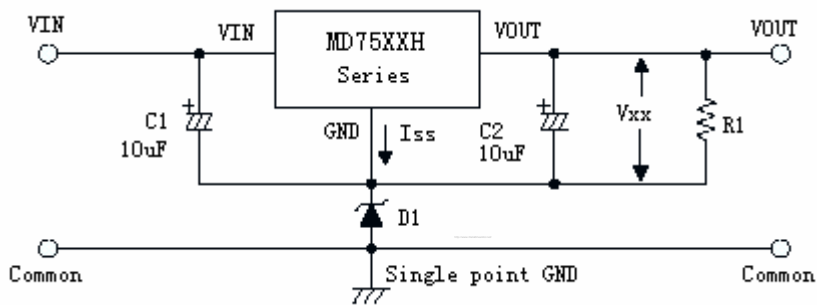 VIN
VIN
MD75XXH
Series
VOUT
VOUT
C1
10uF
GND
Iss
C2
10uF
Vxx
R1
D1
Common
Single point GND
Common